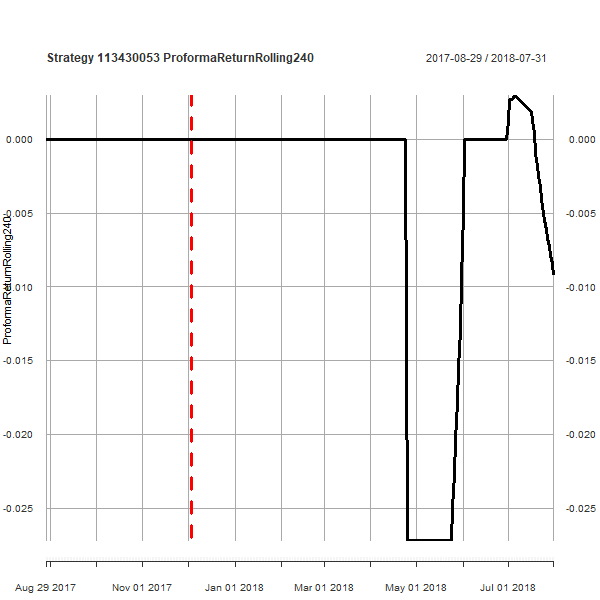 Strategy 113430053 ProformaReturnRolling240
2017-08-29 / 2018-07-31
0.000 0.000
-0.005 -0.005
-0.010 -0.010
-0.015 -0.015
-0.020 -0.020
-0.025 -0.025
ProformaReturnRolling240
Aug 29 2017 Nov 01 2017 Jan 01 2018 Mar 01 2018 May 01 2018 Jul 01 2018